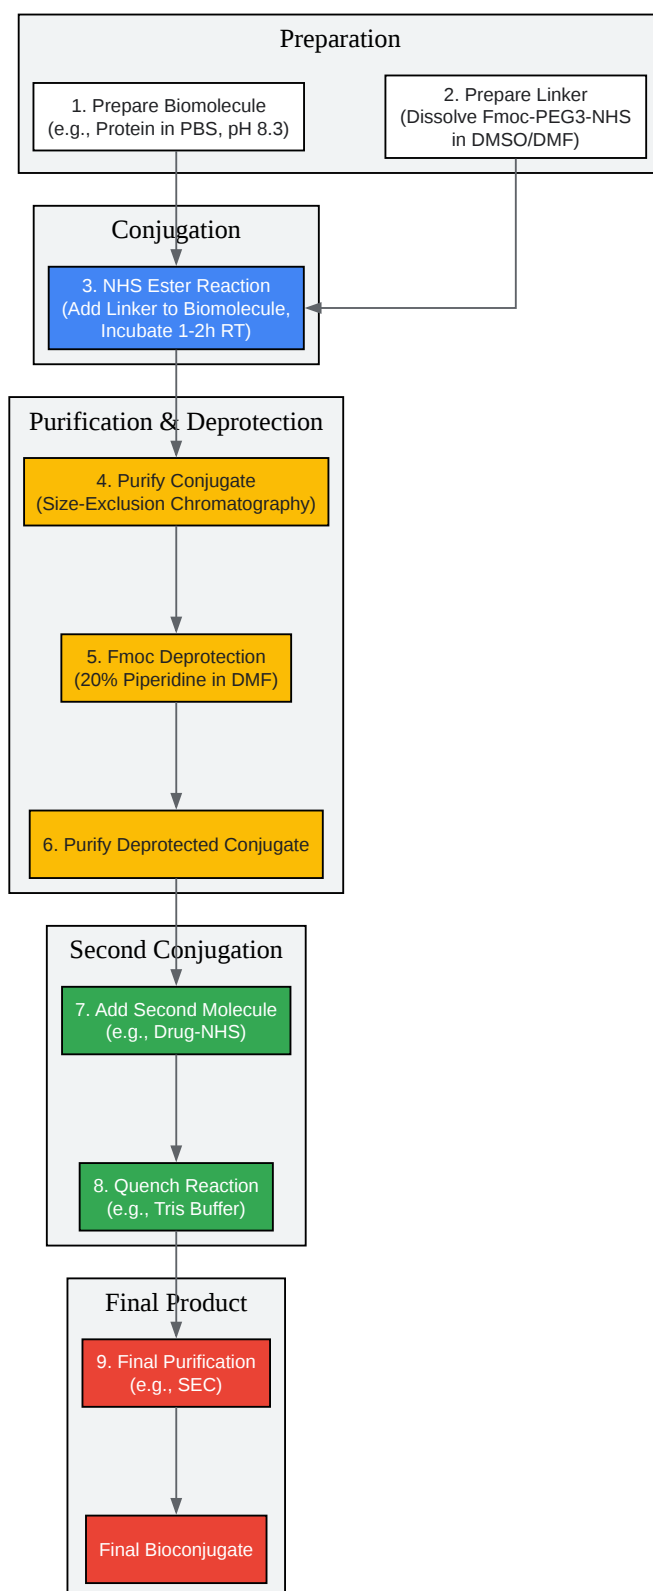 Preparation
1. Prepare Biomolecule
(e.g., Protein in PBS, pH 8.3)
2. Prepare Linker
(Dissolve Fmoc-PEG3-NHS
in DMSO/DMF)
Conjugation
3. NHS Ester Reaction
(Add Linker to Biomolecule,
Incubate 1-2h RT)
Purification & Deprotection
4. Purify Conjugate
(Size-Exclusion Chromatography)
5. Fmoc Deprotection
(20% Piperidine in DMF)
6. Purify Deprotected Conjugate
Second Conjugation
7. Add Second Molecule
(e.g., Drug-NHS)
8. Quench Reaction
(e.g., Tris Buffer)
Final Product
9. Final Purification
(e.g., SEC)
Final Bioconjugate